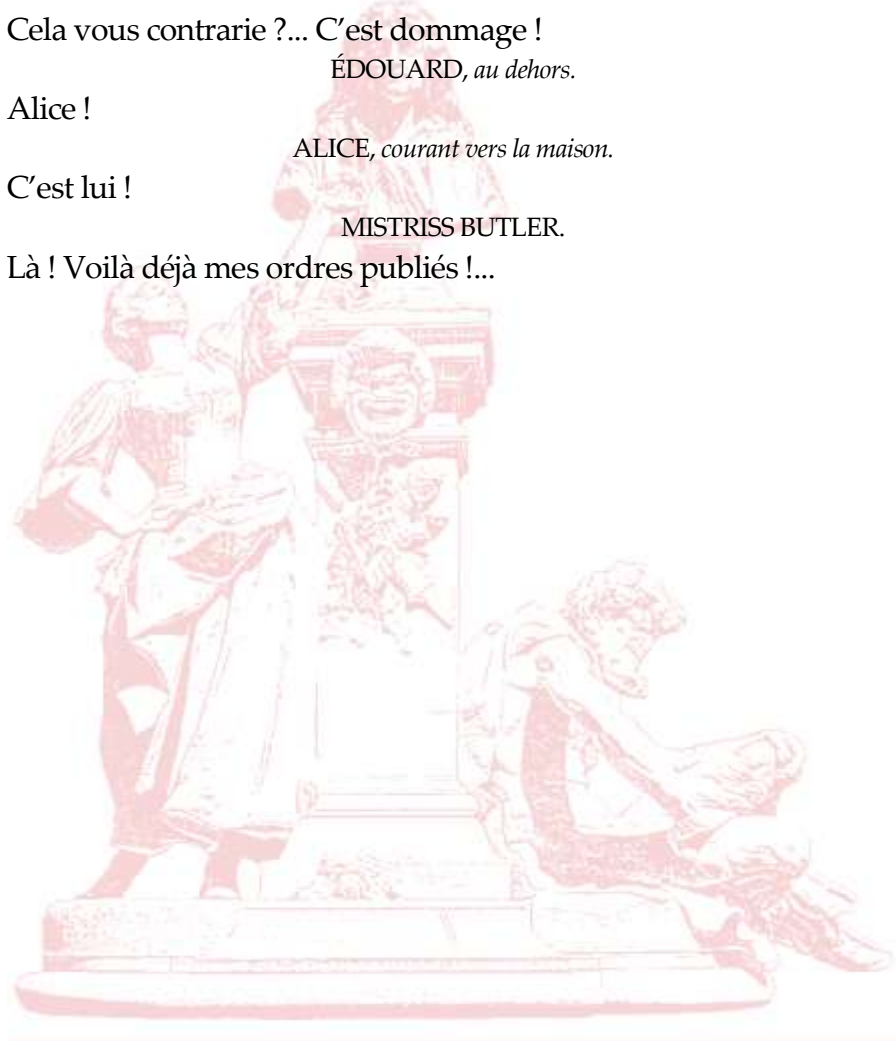 Cela vous contrarie ?... C’est dommage !
ÉDOUARD, au dehors.
Alice !
ALICE, courant vers la maison.
C’est lui !
MISTRISS BUTLER.
Là ! Voilà déjà mes ordres publiés !...